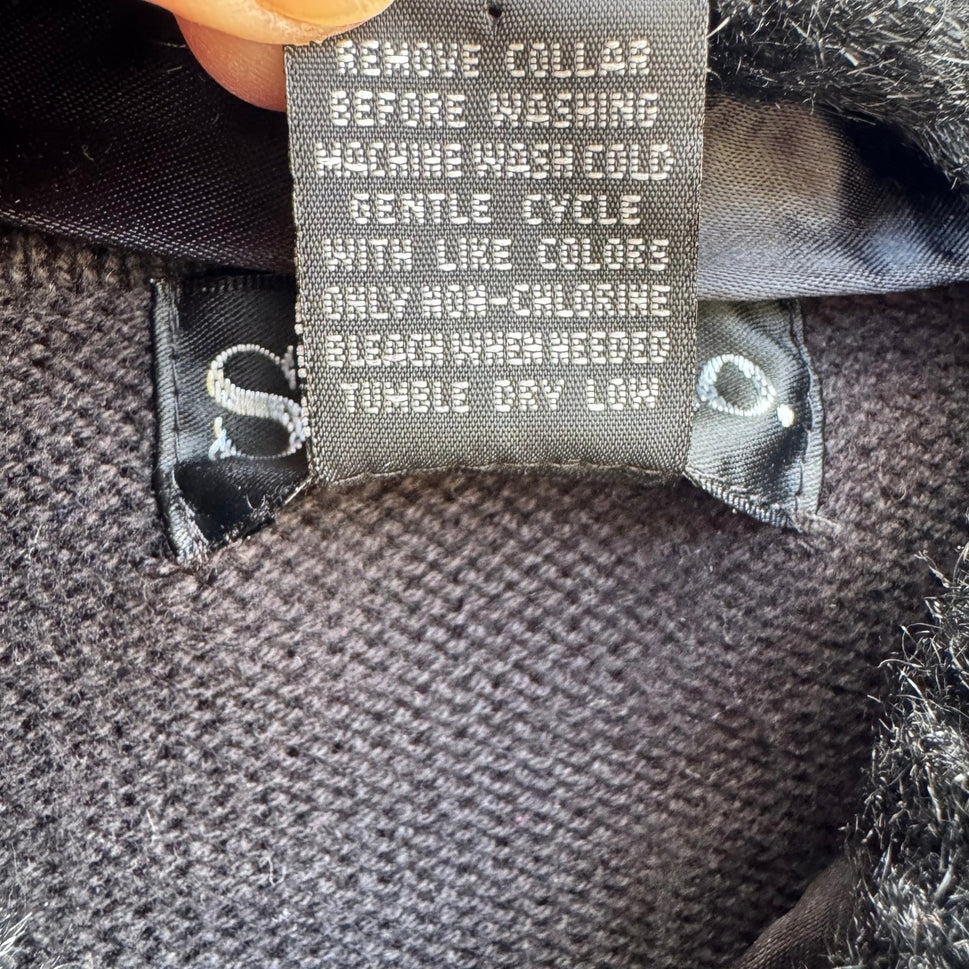 REMOVE COLLAR
BEFORE WASHING
MACHINE WASH COLD
GENTLE CYCLE
WITH LIKE COLORS
ONLY NON-CHLORINE
BLEACH WHEN NEEDED
TUMBLE DRY LOW
S O.